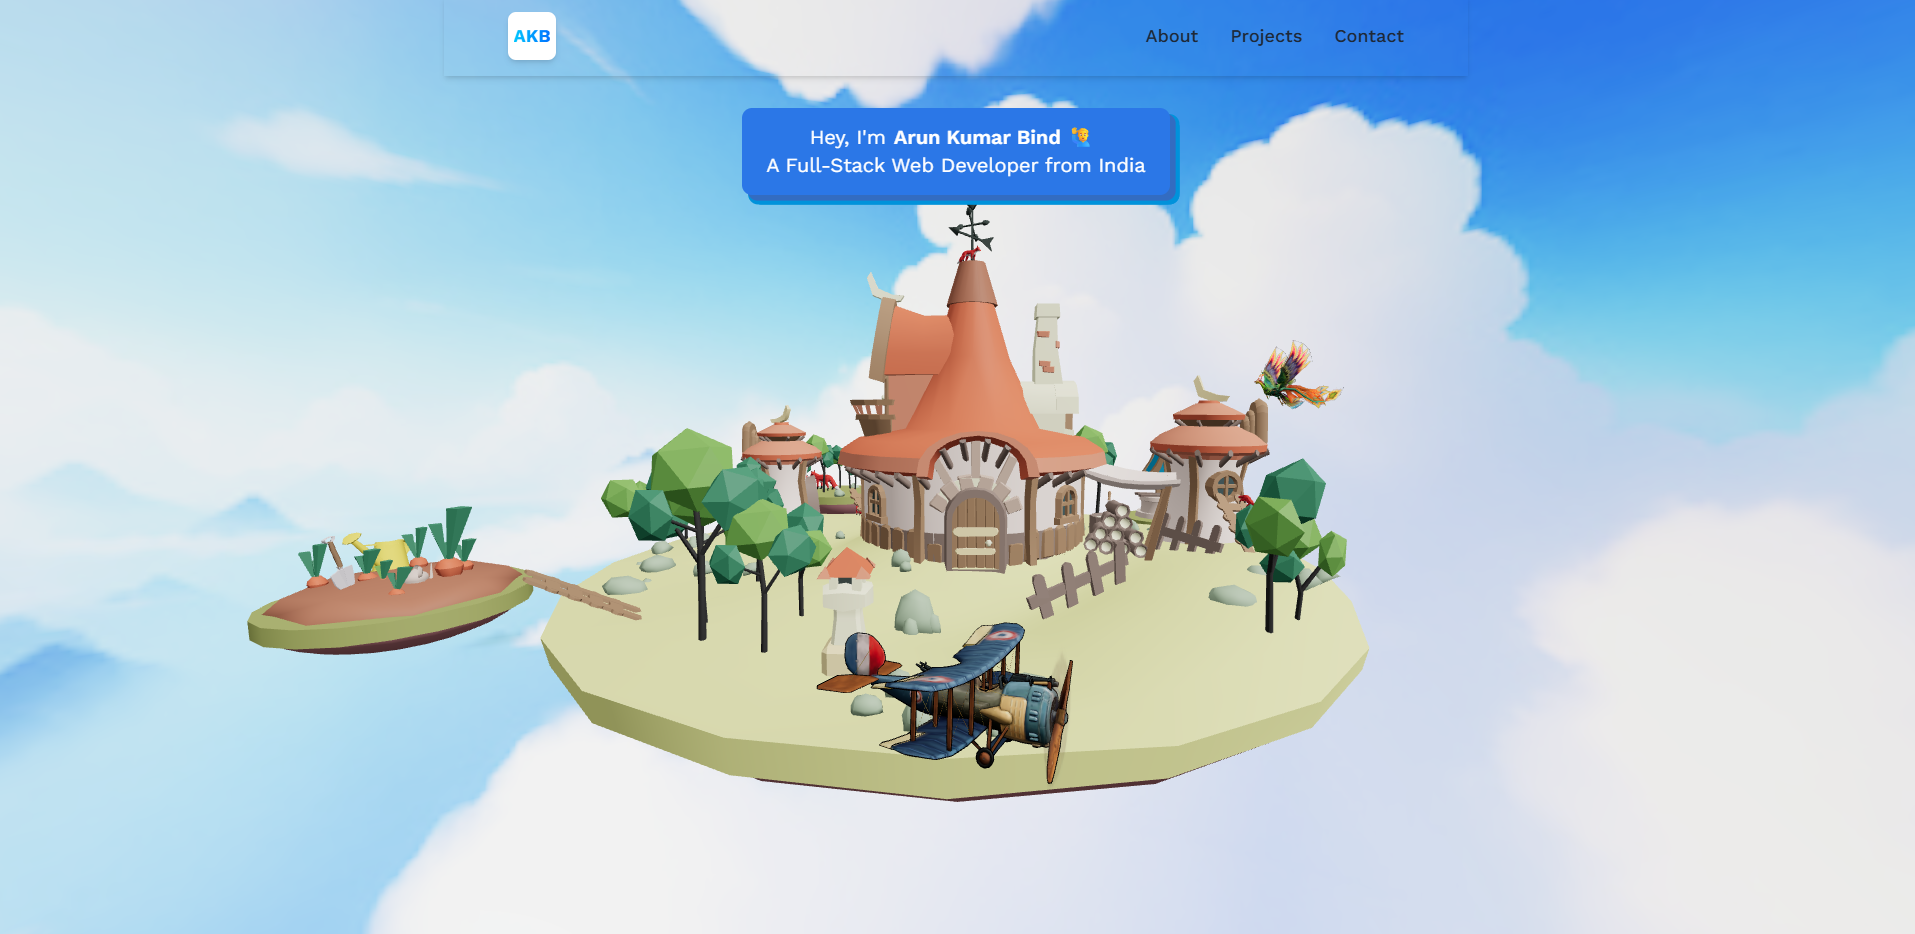 AKB
About
Projects
Contact
Hey, I'm Arun Kumar Bind 🙋‍♂️
A Full-Stack Web Developer from India